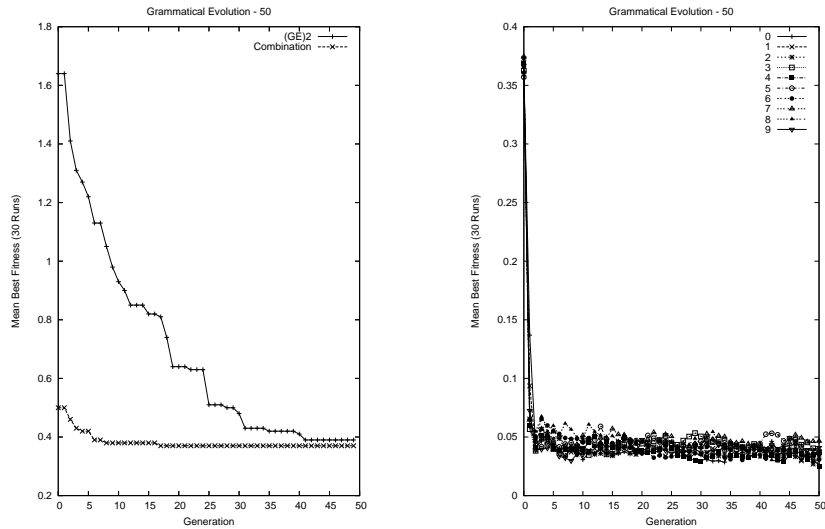 Grammatical Evolution - 50
1.8
1.6
1.4
1.2
1
0.8
0.6
0.4
0.2
0 5 10 15 20 25 30 35 40 45 50
Mean Best Fitness (30 Runs)
Generation
(GE)2
Combination
Grammatical Evolution - 50
0.4
0.35
0.3
0.25
0.2
0.15
0.1
0.05
0
0 5 10 15 20 25 30 35 40 45 50
Mean Best Fitness (30 Runs)
Generation
0
1
2
3
4
5
6
7
8
9